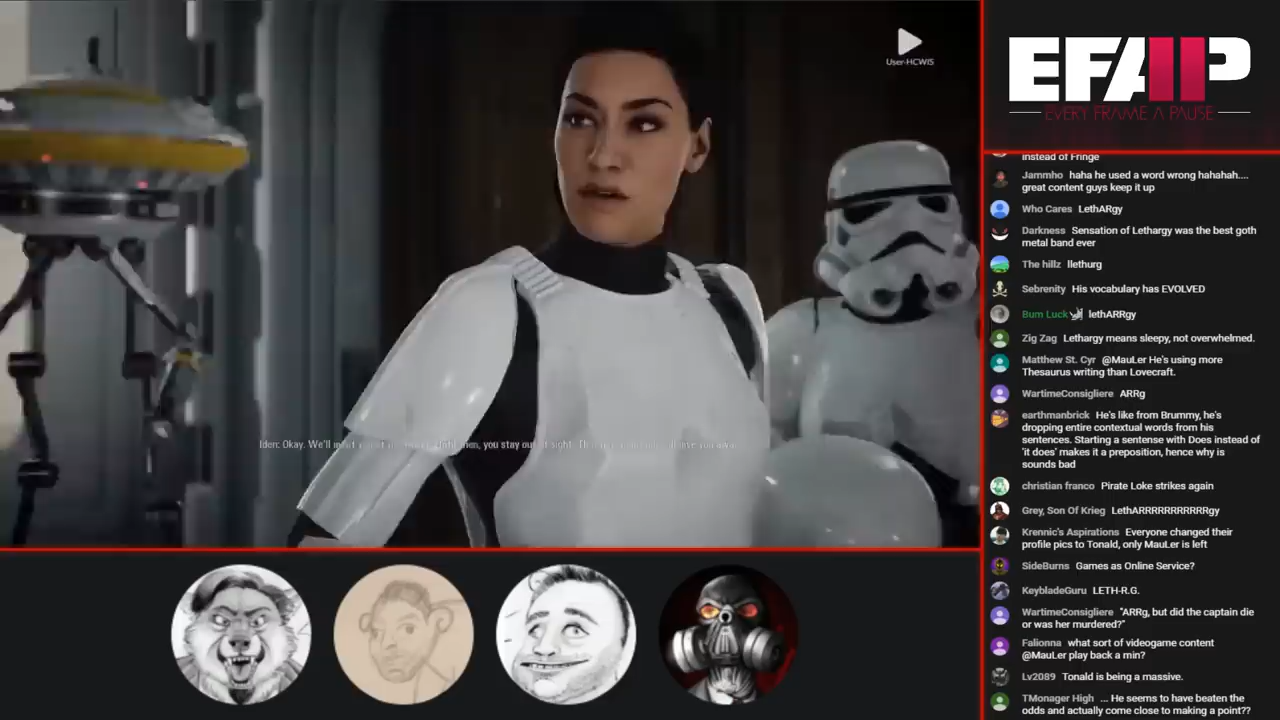 User-HCWIS
EFAP
EVERY FRAME A PAUSE
instead of Fringe
Jammho haha he used a word wrong hahahah....
great content guys keep it up
Who Cares LethARgy
Darkness Sensation of Lethargy was the best goth
metal band ever
The hillz llethurg
Sebrenity His vocabulary has EVOLVED
Bum Luck lethARRgy
Zig Zag Lethargy means sleepy, not overwhelmed.
Matthew St. Cyr @MauLer He's using more
Thesaurus writing than Lovecraft.
WartimeConsigliere ARRg
earthmanbrick He's like from Brummy, he's
dropping entire contextual words from his
sentences. Starting a sentence with Does instead of
'it does' makes it a preposition, hence why is
sounds bad
christian franco Pirate Loke strikes again
Grey, Son Of Krieg LethARRRRRRRRRRRgy
Krennic's Aspirations Everyone changed their
profile pics to Tonald, only MauLer is left
SideBurns Games as Online Service?
KeybladeGuru LETH-R.G.
WartimeConsigliere "ARRg, but did the captain die
or was her murdered?"
Falionna what sort of videogame content
@MauLer play back a min?
Lv2089 Tonald is being a massive.
TManager High ... He seems to have beaten the
odds and actually come close to making a point??
Iden: Okay. We'll then, you stay out of sight.